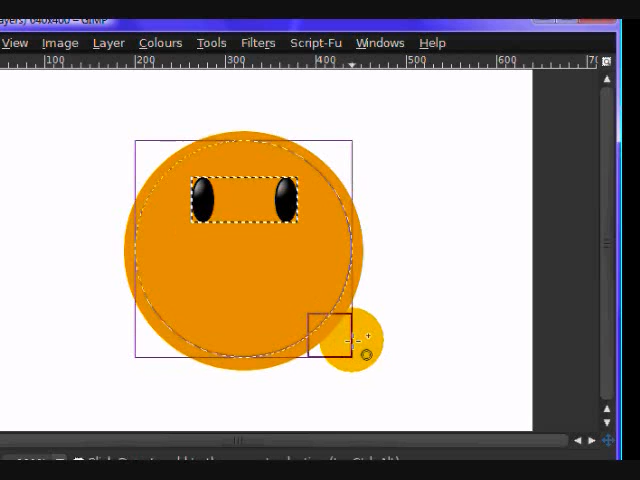 ayers) 640x400 – GIMP
View Image Layer Colours Tools Filters Script-Fu Windows Help
100 200 300 400 500 600